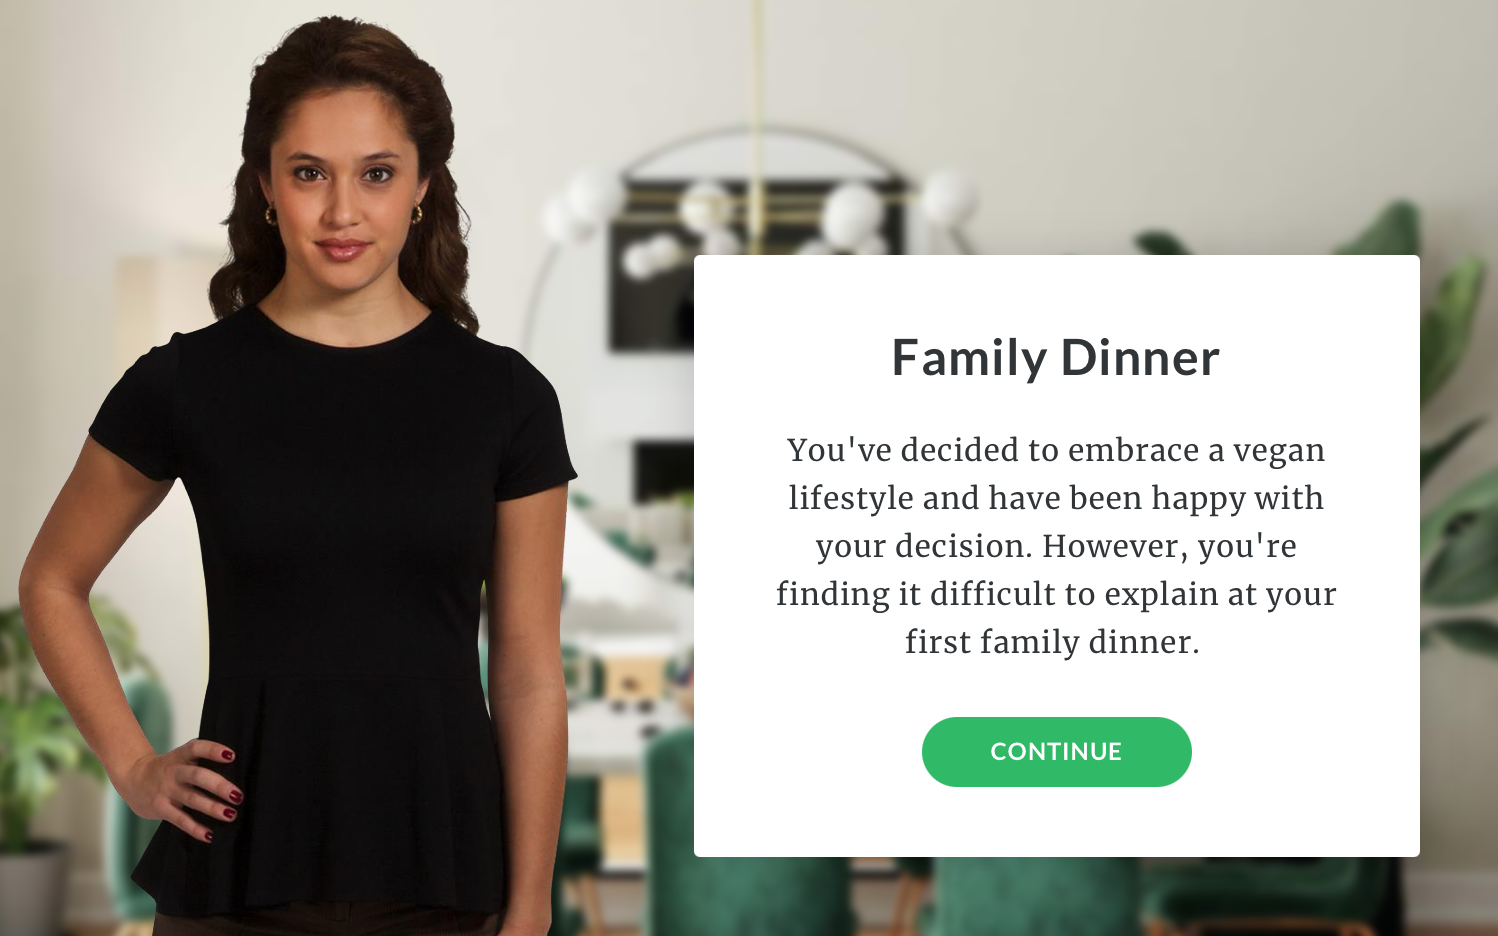 Family Dinner
You've decided to embrace a vegan
lifestyle and have been happy with
your decision. However, you're
finding it difficult to explain at your
first family dinner.
CONTINUE